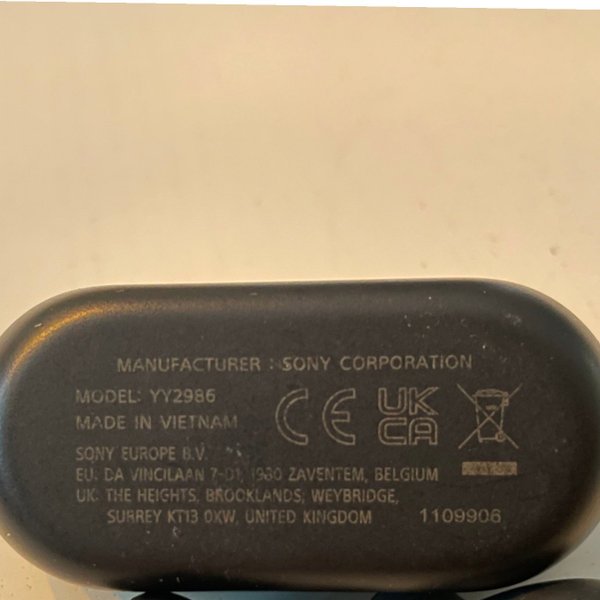 MANUFACTURER : SONY CORPORATION
MODEL: YY2986
MADE IN VIETNAM
CE
UK
CA
SONY EUROPE B.V.
EU: DA VINCILAAN 7-D1, 1930 ZAVENTEM, BELGIUM
UK: THE HEIGHTS, BROOKLANDS, WEYBRIDGE,
SURREY KT13 0XW, UNITED KINGDOM
1109906